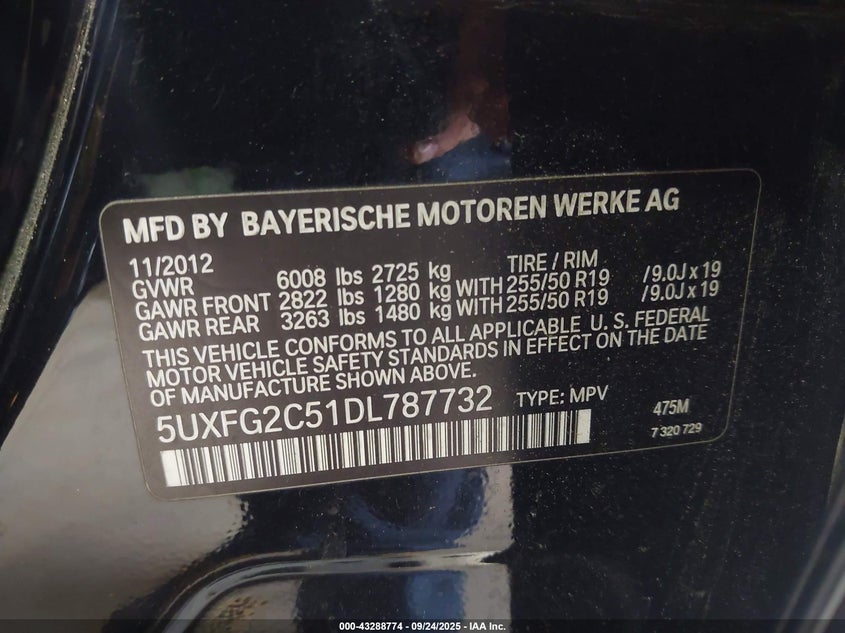 MFD BY BAYERISCHE MOTOREN WERKE AG
11/2012 TIRE / RIM
GVWR 6008 lbs 2725 kg
GAWR FRONT 2822 lbs 1280 kg WITH 255/50 R19 /9.0J x 19
GAWR REAR 3263 lbs 1480 kg WITH 255/50 R19 /9.0J x 19
THIS VEHICLE CONFORMS TO ALL APPLICABLE U. S. FEDERAL
MOTOR VEHICLE SAFETY STANDARDS IN EFFECT ON THE DATE
OF MANUFACTURE SHOWN ABOVE.
5UXFG2C51DL787732 TYPE: MPV 475M
7 320 729
000-43288774 - 09/24/2025 - IAA Inc.